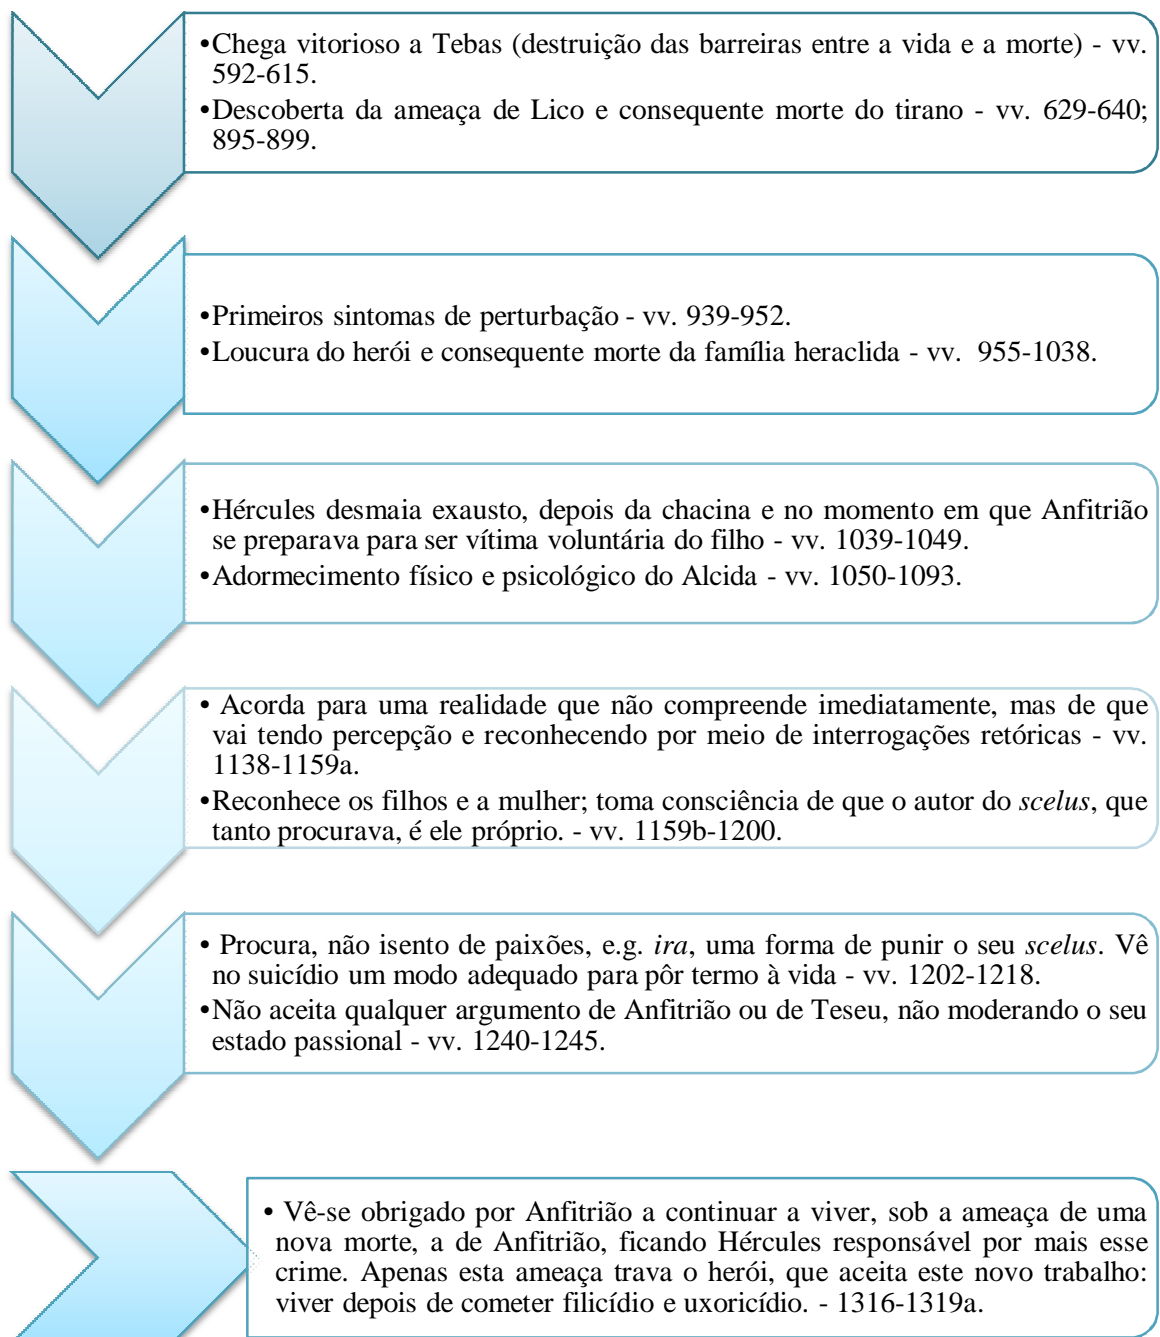 •Chega vitorioso a Tebas (destruição das barreiras entre a vida e a morte) - vv.
592-615.
•Descoberta da ameaça de Lico e consequente morte do tirano - vv. 629-640;
895-899.
•Primeiros sintomas de perturbação - vv. 939-952.
•Loucura do herói e consequente morte da família heraclida - vv. 955-1038.
•Hércules desmaia exausto, depois da chacina e no momento em que Anfitrião
se preparava para ser vítima voluntária do filho - vv. 1039-1049.
•Adormecimento físico e psicológico do Alcida - vv. 1050-1093.
• Acorda para uma realidade que não compreende imediatamente, mas de que
vai tendo percepção e reconhecendo por meio de interrogações retóricas - vv.
1138-1159a.
•Reconhece os filhos e a mulher; toma consciência de que o autor do scelus, que
tanto procurava, é ele próprio. - vv. 1159b-1200.
• Procura, não isento de paixões, e.g. ira, uma forma de punir o seu scelus. Vê
no suicídio um modo adequado para pôr termo à vida - vv. 1202-1218.
•Não aceita qualquer argumento de Anfitrião ou de Teseu, não moderando o seu
estado passional - vv. 1240-1245.
• Vê-se obrigado por Anfitrião a continuar a viver, sob a ameaça de uma
nova morte, a de Anfitrião, ficando Hércules responsável por mais esse
crime. Apenas esta ameaça trava o herói, que aceita este novo trabalho:
viver depois de cometer filicídio e uxoricídio. - 1316-1319a.